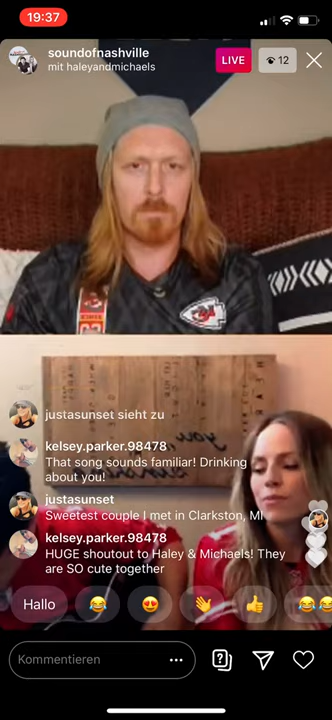 19:37
soundofnashville
mit haleyandmichaels
LIVE
12
justasunset sieht zu
kelsey.parker.98478
That song sounds familiar! Drinking
about you!
justasunset
Sweetest couple I met in Clarkston, MI
kelsey.parker.98478
HUGE shoutout to Haley & Michaels! They
are SO cute together
Hallo
Kommentieren